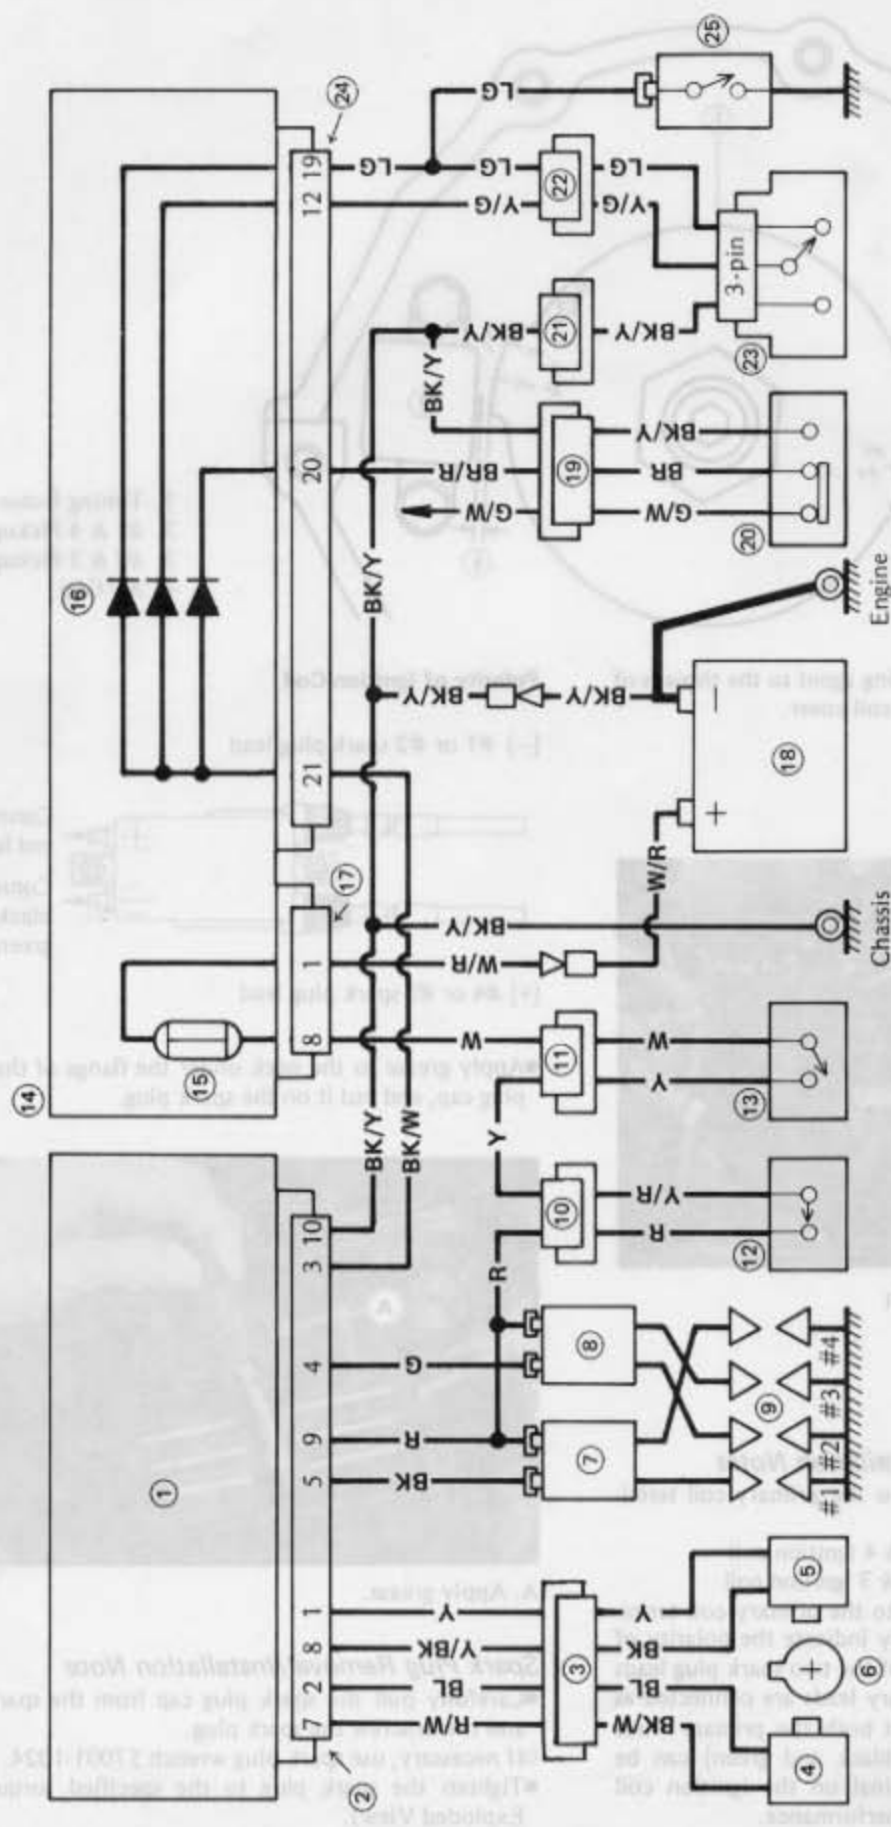 14
16
1
15
7 2 8 1 5 9 4 3 10 8 1 21 20 12 19
2 17 24
BK/Y BK/Y LG
BK/W
R/W BL Y/BK Y BK R G BK/Y
W W/R BK/Y BK/Y
R Y G/W BR/R BK/Y Y/G LG LG
3 7 8 10 11 19 21 22
BK/W BL BK Y R Y/R Y W W/R BK/Y G/W BR BK/Y BK/Y Y/G LG
+ − 3-pin 25
12 13 20 23
4 6 5 9 18
#1 #2 #3 #4
Chassis Engine